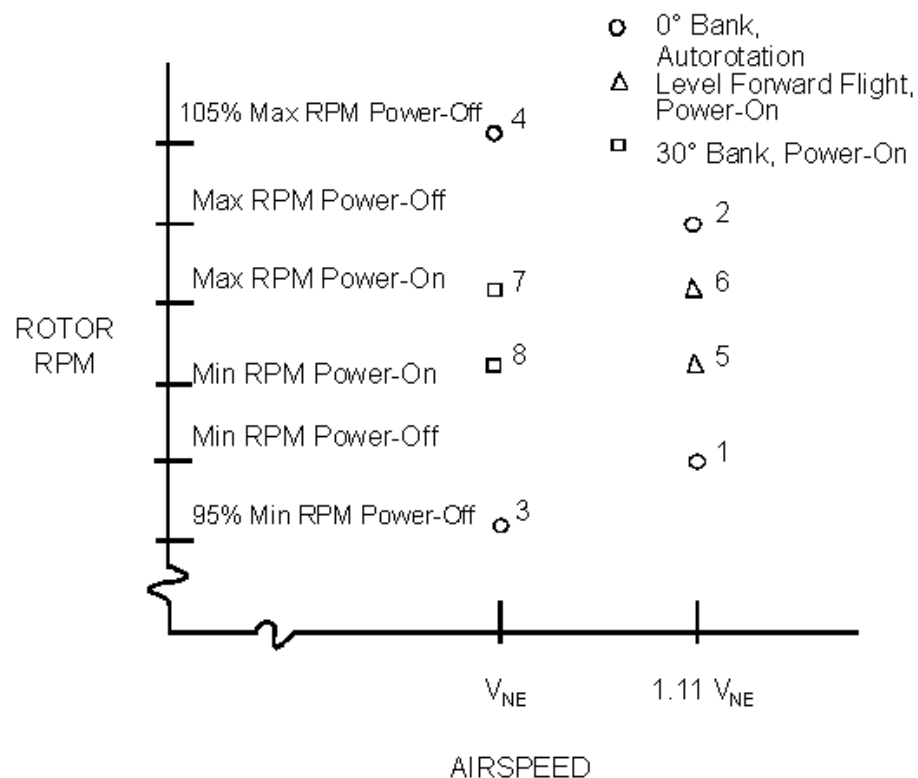 0° Bank,
Autorotation
Level Forward Flight,
Power-On
30° Bank, Power-On
105% Max RPM Power-Off
4
Max RPM Power-Off
2
Max RPM Power-On
7
6
ROTOR
RPM
Min RPM Power-On
8
5
Min RPM Power-Off
1
95% Min RPM Power-Off
3
VNE
1.11 VNE
AIRSPEED